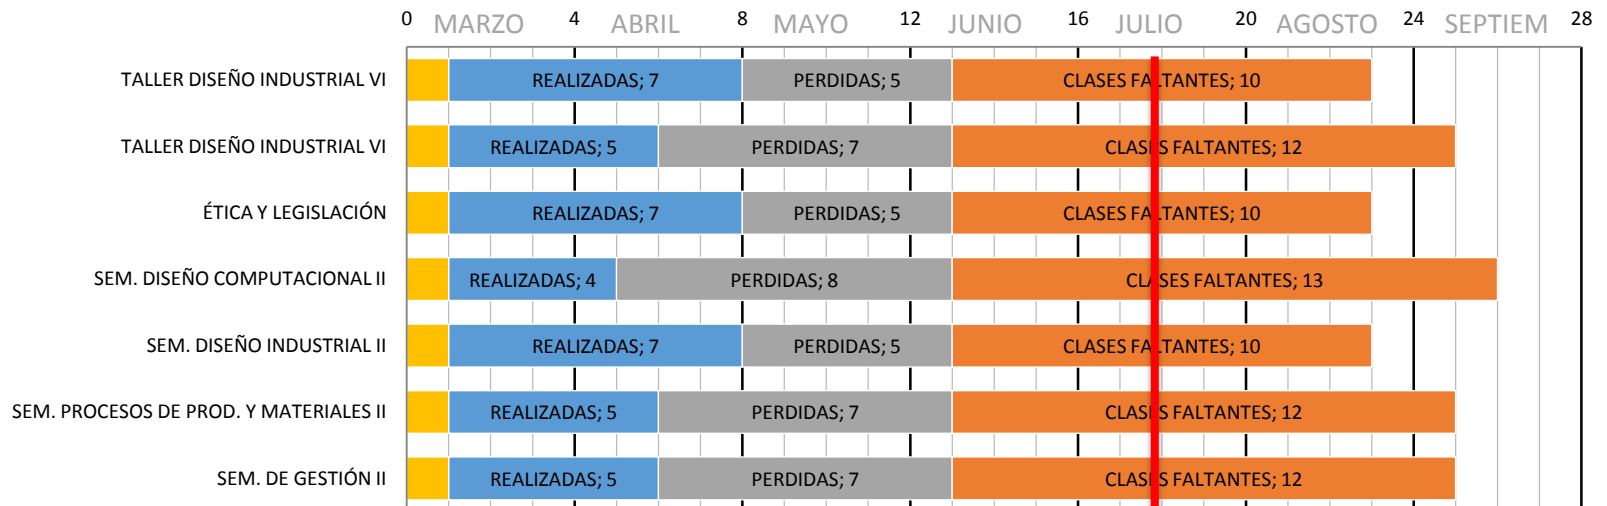 0 MARZO 4 ABRIL 8 MAYO 12 JUNIO 16 JULIO 20 AGOSTO 24 SEPTIEM 28
TALLER DISEÑO INDUSTRIAL VI REALIZADAS; 7 PERDIDAS; 5 CLASES FALTANTES; 10
TALLER DISEÑO INDUSTRIAL VI REALIZADAS; 5 PERDIDAS; 7 CLASES FALTANTES; 12
ÉTICA Y LEGISLACIÓN REALIZADAS; 7 PERDIDAS; 5 CLASES FALTANTES; 10
SEM. DISEÑO COMPUTACIONAL II REALIZADAS; 4 PERDIDAS; 8 CLASES FALTANTES; 13
SEM. DISEÑO INDUSTRIAL II REALIZADAS; 7 PERDIDAS; 5 CLASES FALTANTES; 10
SEM. PROCESOS DE PROD. Y MATERIALES II REALIZADAS; 5 PERDIDAS; 7 CLASES FALTANTES; 12
SEM. DE GESTIÓN II REALIZADAS; 5 PERDIDAS; 7 CLASES FALTANTES; 12